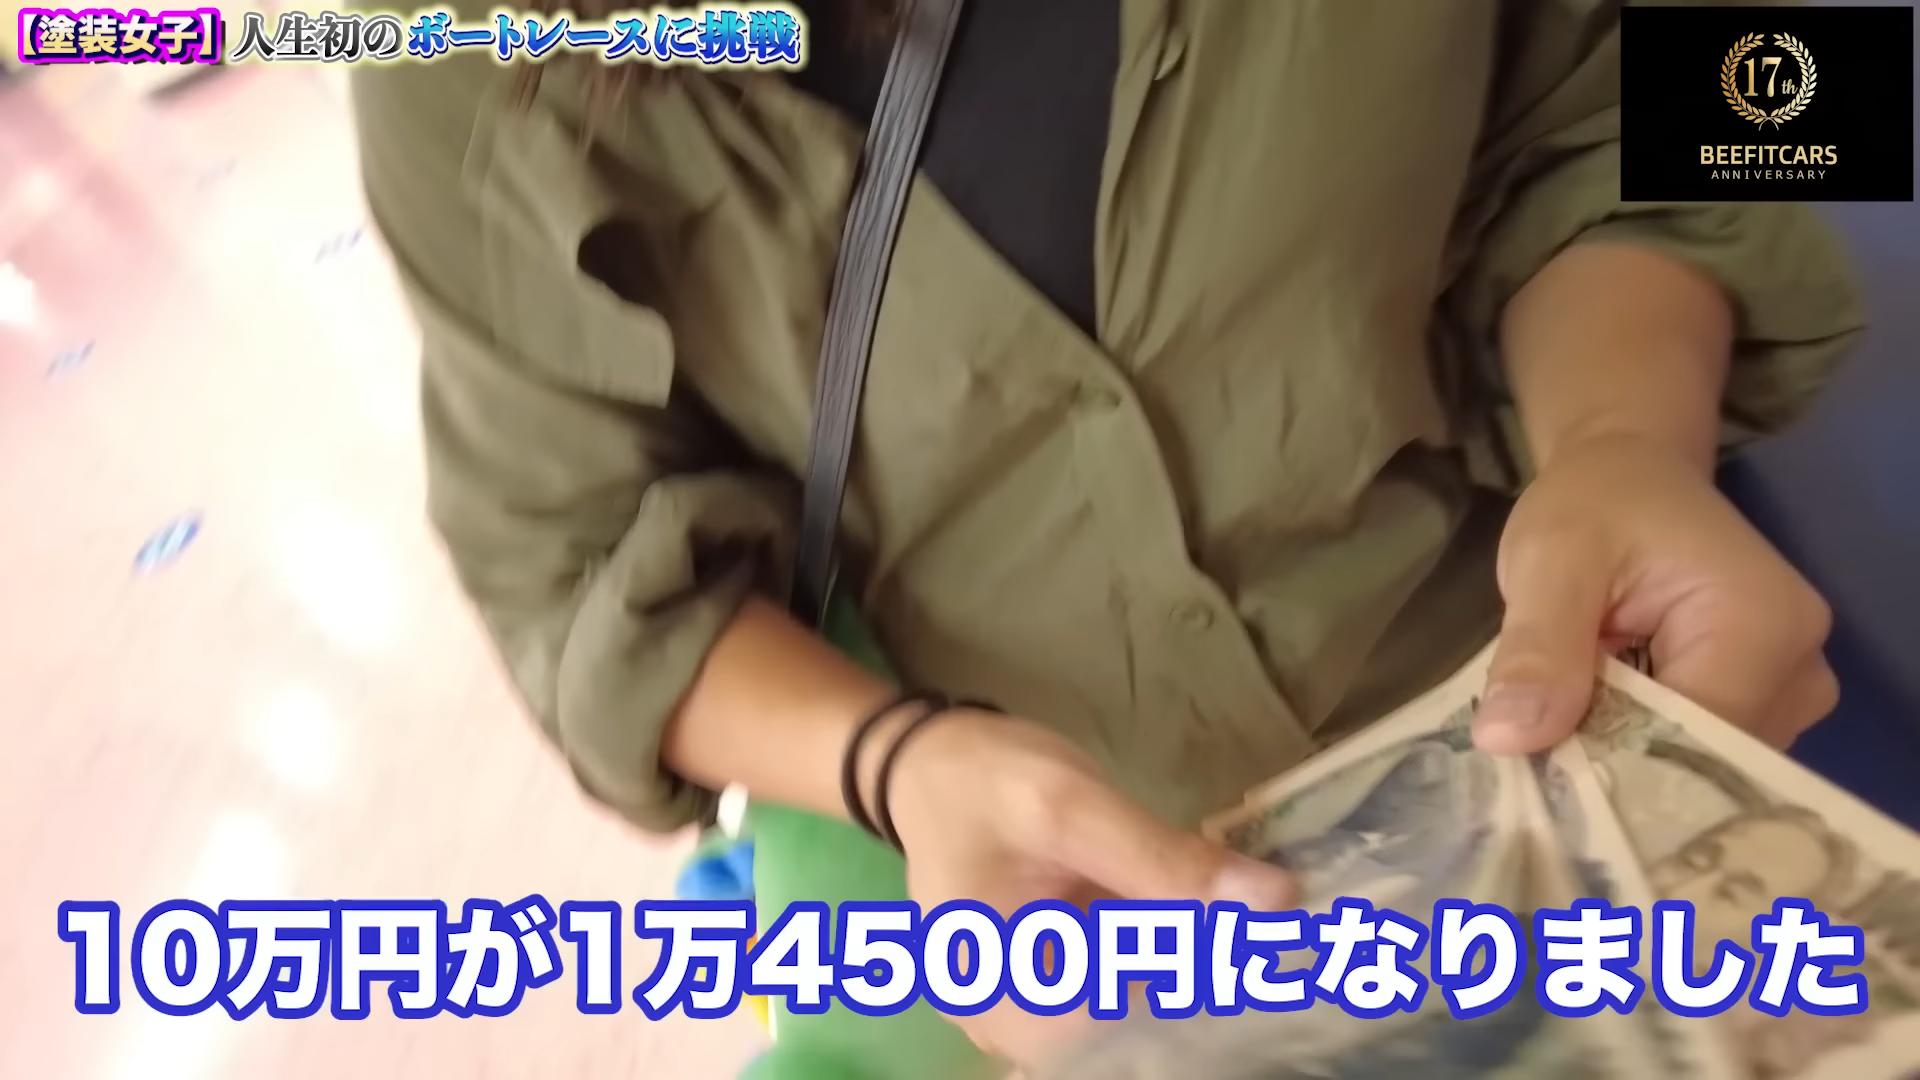 【塗装女子】人生初のボートレースに挑戦
17th
BEEFITCARS
ANNIVERSARY
10万円が1万4500円になりました